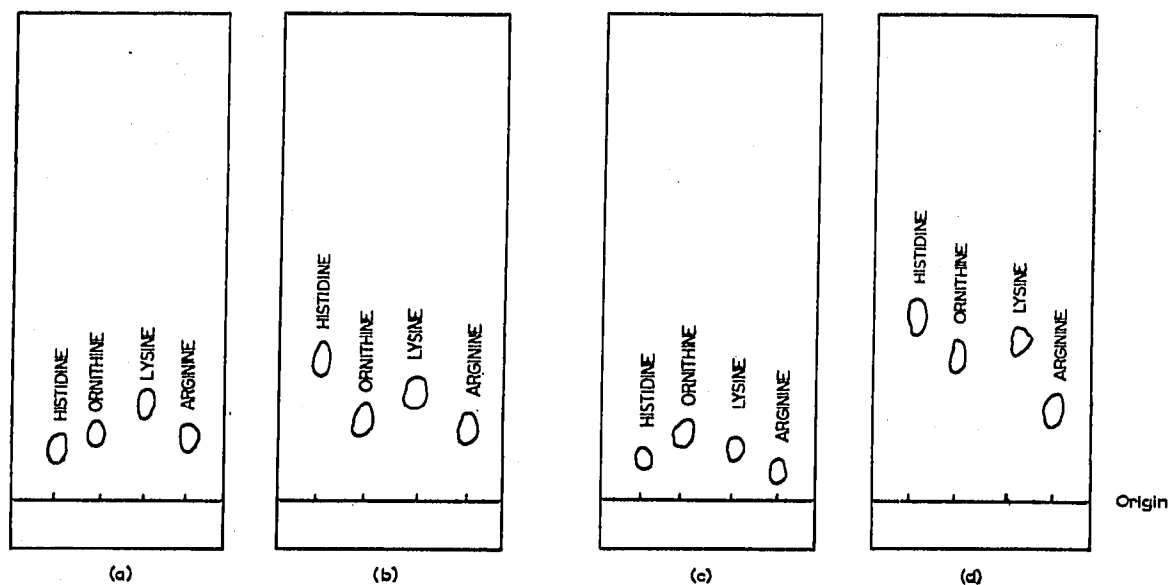 HISTIDINE
ORNITHINE
LYSINE
ARGININE
(a)
HISTIDINE
ORNITHINE
LYSINE
ARGININE
(b)
HISTIDINE
ORNITHINE
LYSINE
ARGININE
(c)
HISTIDINE
ORNITHINE
LYSINE
ARGININE
(d)
Origin